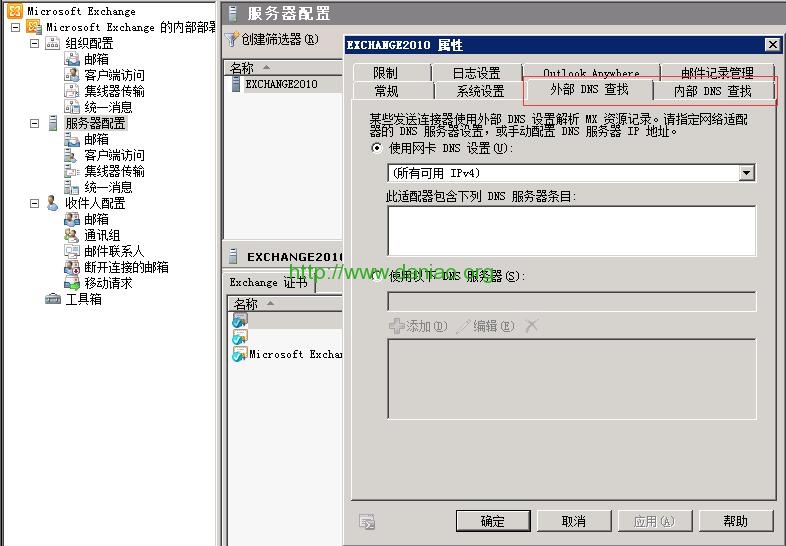 Microsoft Exchange
Microsoft Exchange 的内部部署
组织配置
邮箱
客户端访问
集线器传输
统一消息
服务器配置
邮箱
客户端访问
集线器传输
统一消息
收件人配置
邮箱
通讯组
邮件联系人
断开连接的邮箱
移动请求
工具箱
服务器配置
创建筛选器(R)
名称
EXCHANGE2010
EXCHANGE2010
Exchange 证书
名称
Microsoft Exchan
EXCHANGE2010 属性
限制 日志设置 Outlook Anywhere 邮件记录管理
常规 系统设置 外部 DNS 查找 内部 DNS 查找
某些发送连接器使用外部 DNS 设置解析 MX 资源记录。请指定网络适配
器的 DNS 服务器设置，或手动配置 DNS 服务器 IP 地址。
使用网卡 DNS 设置(U):
(所有可用 IPv4)
此适配器包含下列 DNS 服务器条目:
http://www.daniao.org
使用以下 DNS 服务器(S):
添加(D) 编辑(E)
确定 取消 应用(A) 帮助